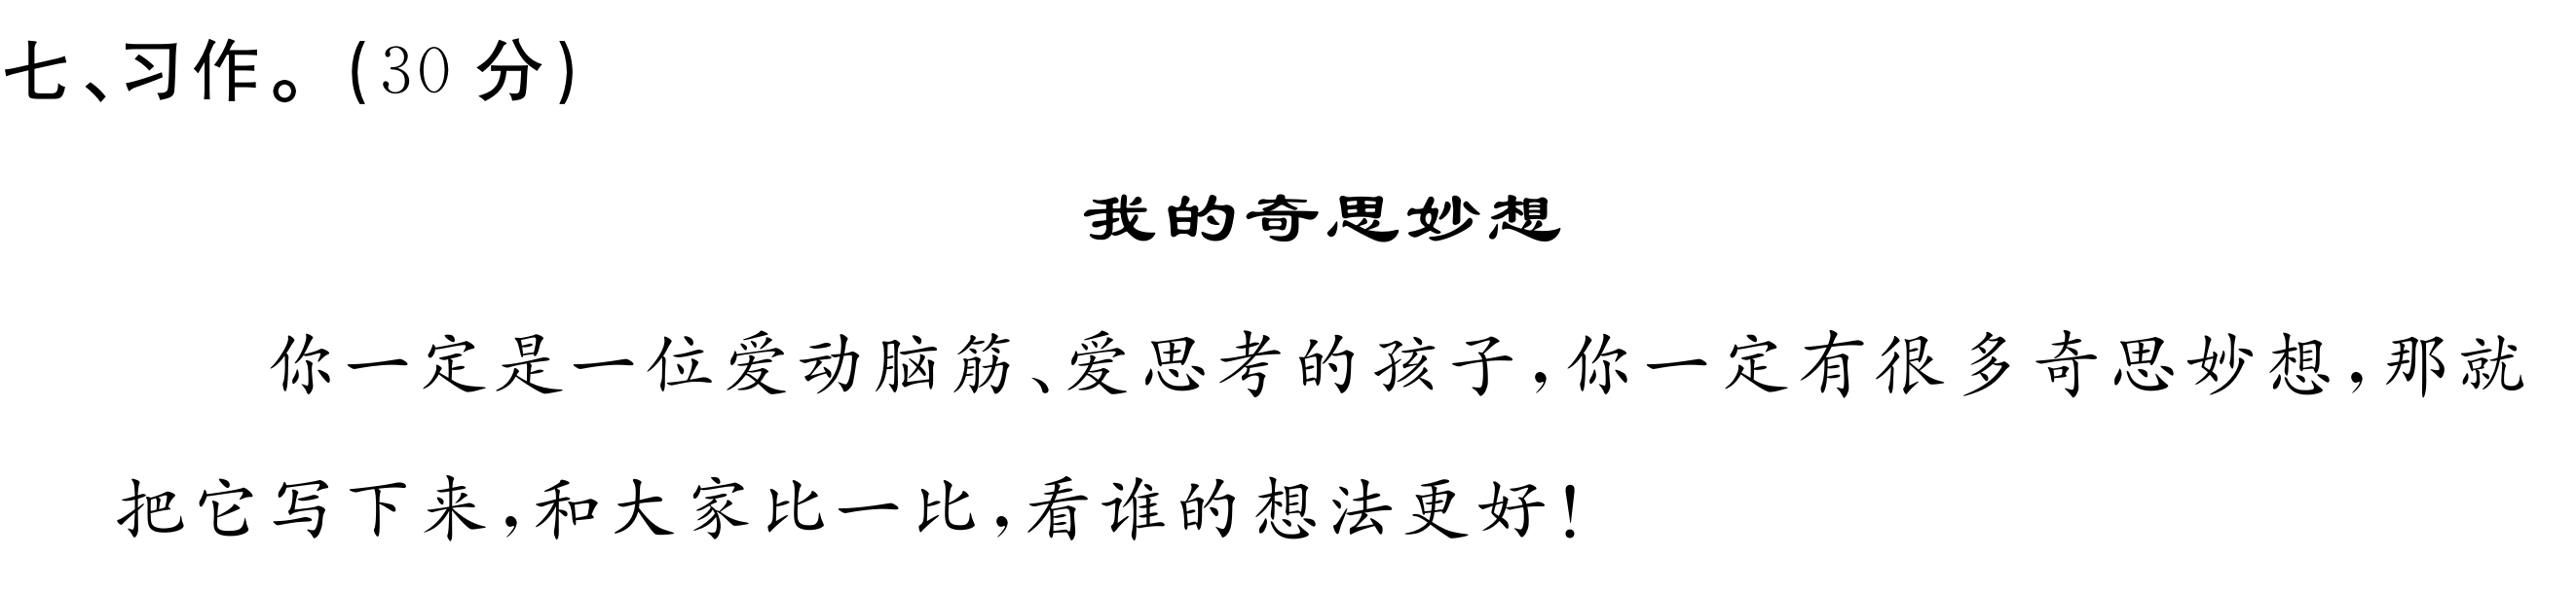 七、习作。(30 分)
我的奇思妙想
你一定是一位爱动脑筋、爱思考的孩子,你一定有很多奇思妙想,那就
把它写下来,和大家比一比,看谁的想法更好!